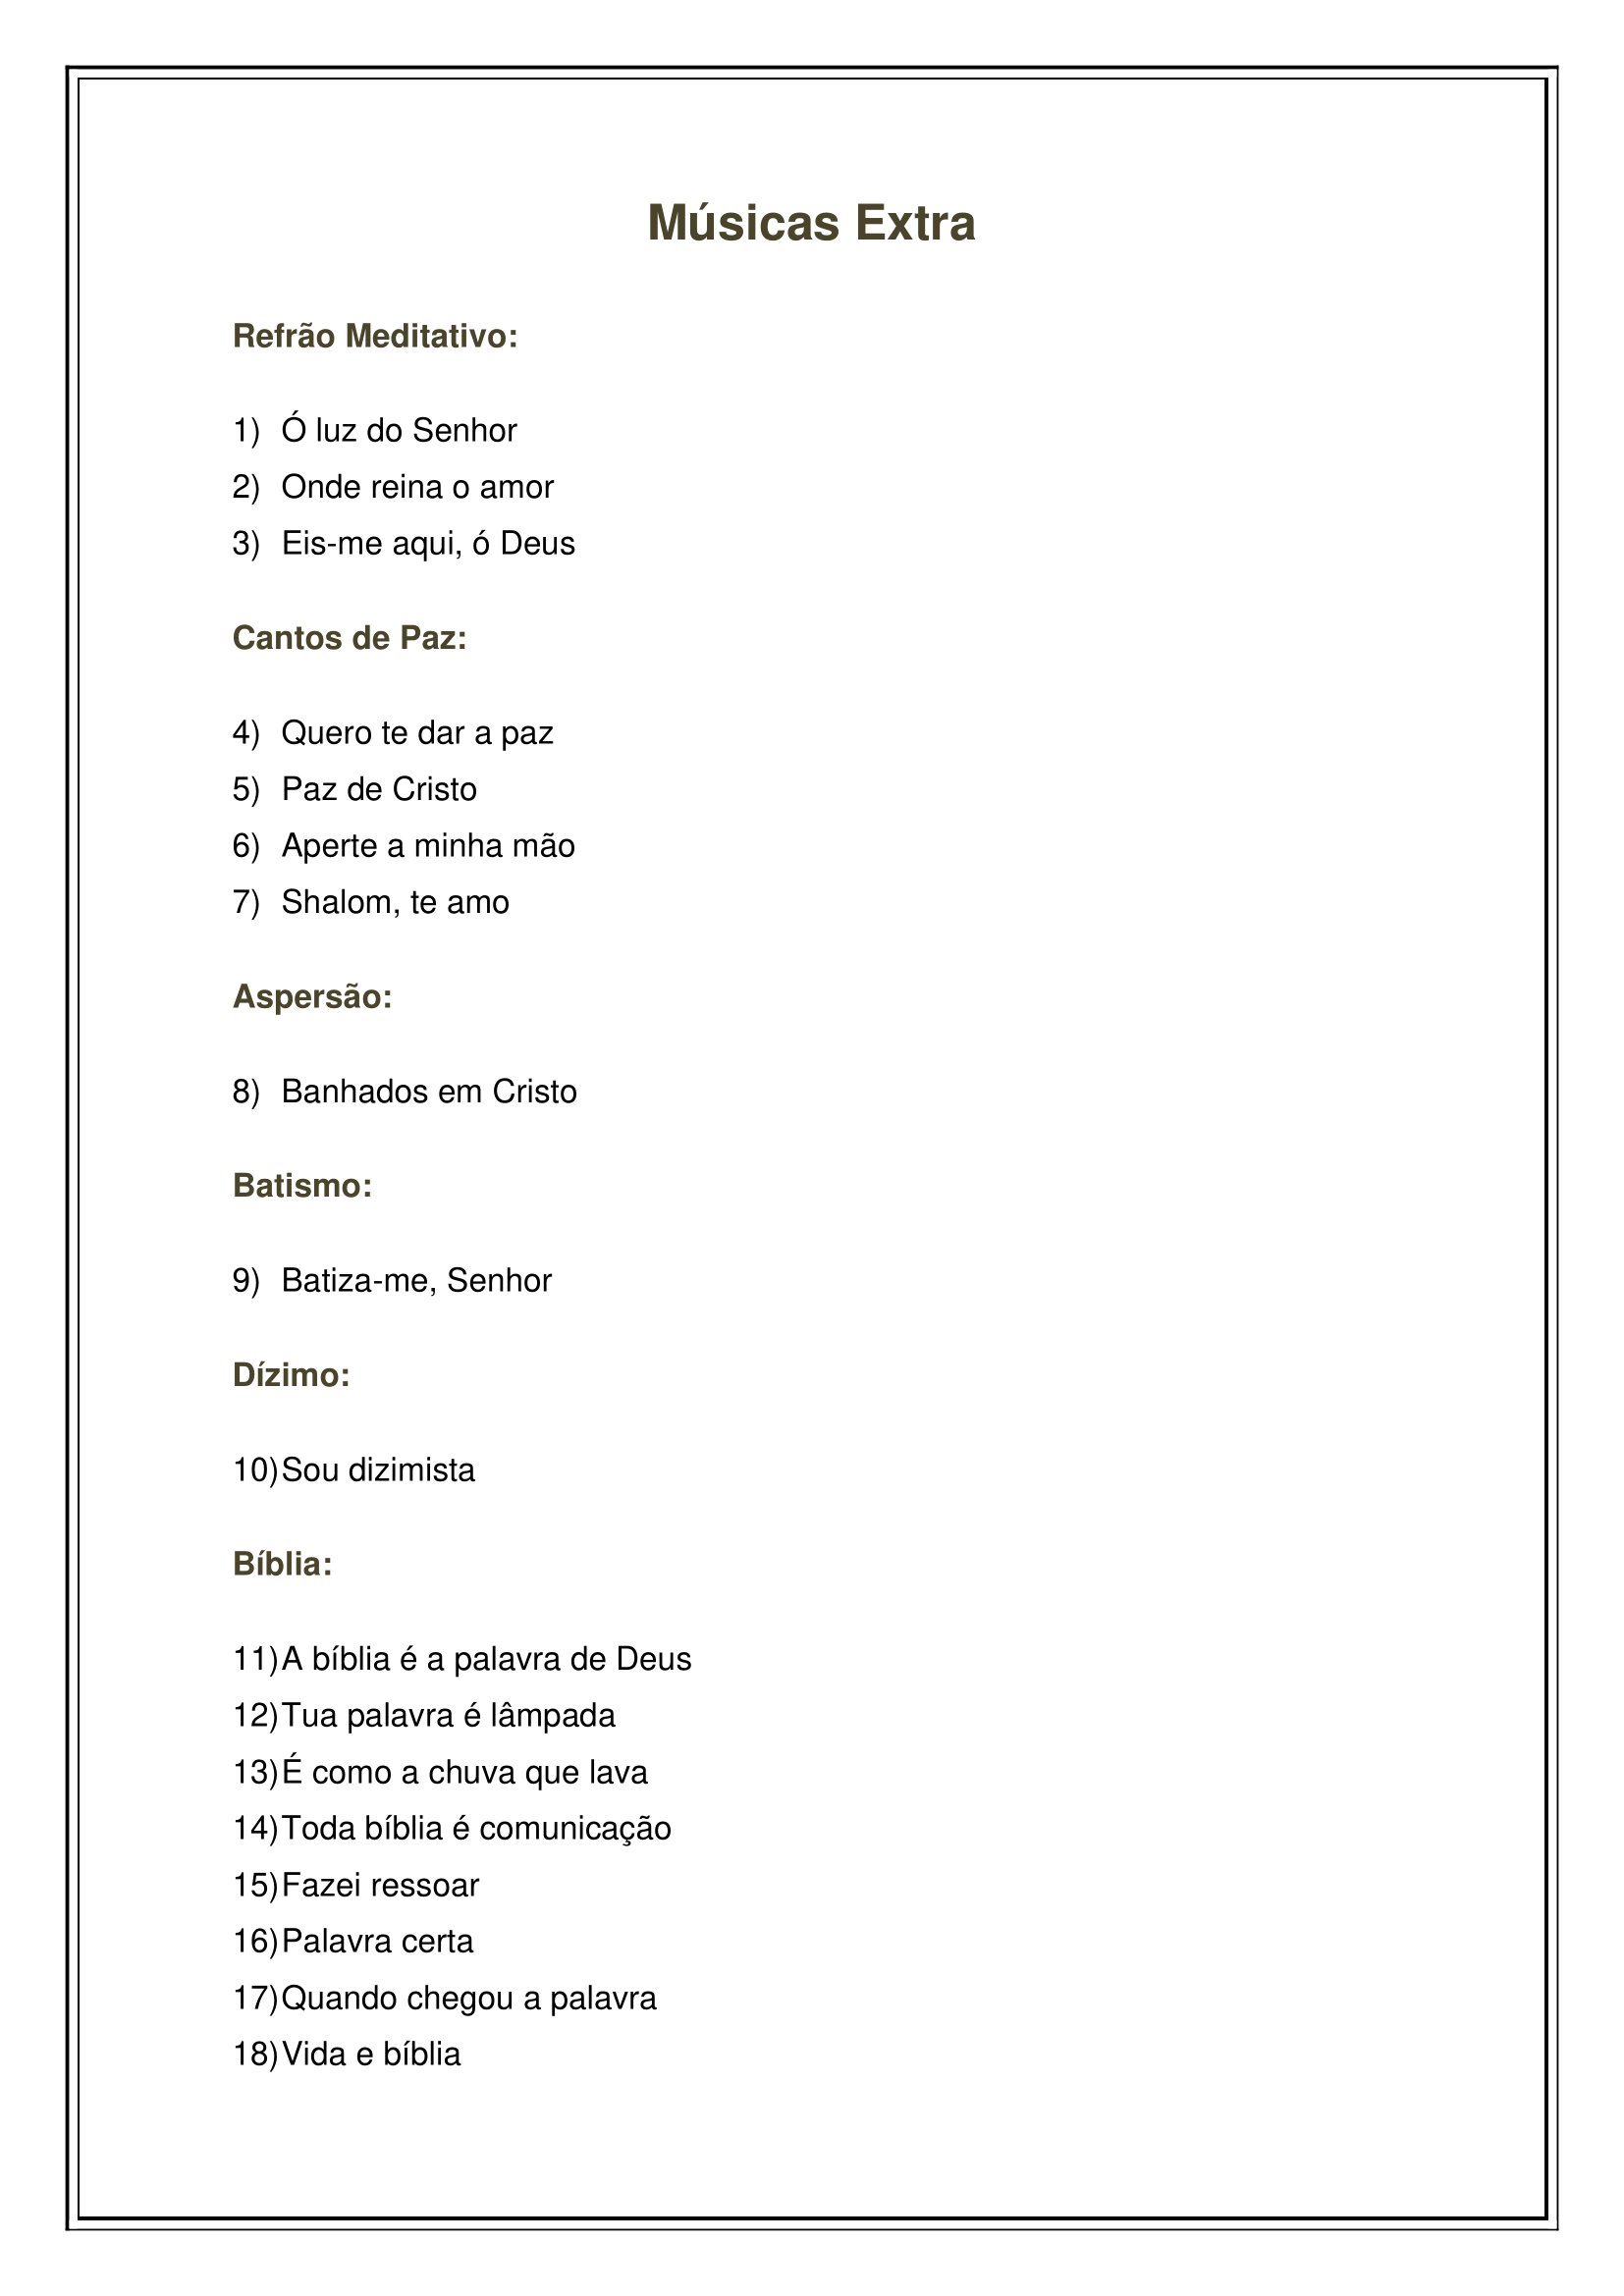 Músicas Extra
Refrão Meditativo:
1) Ó luz do Senhor
2) Onde reina o amor
3) Eis-me aqui, ó Deus
Cantos de Paz:
4) Quero te dar a paz
5) Paz de Cristo
6) Aperte a minha mão
7) Shalom, te amo
Aspersão:
8) Banhados em Cristo
Batismo:
9) Batiza-me, Senhor
Dízimo:
10)Sou dizimista
Bíblia:
11)A bíblia é a palavra de Deus
12)Tua palavra é lâmpada
13)É como a chuva que lava
14)Toda bíblia é comunicação
15)Fazei ressoar
16)Palavra certa
17)Quando chegou a palavra
18)Vida e bíblia